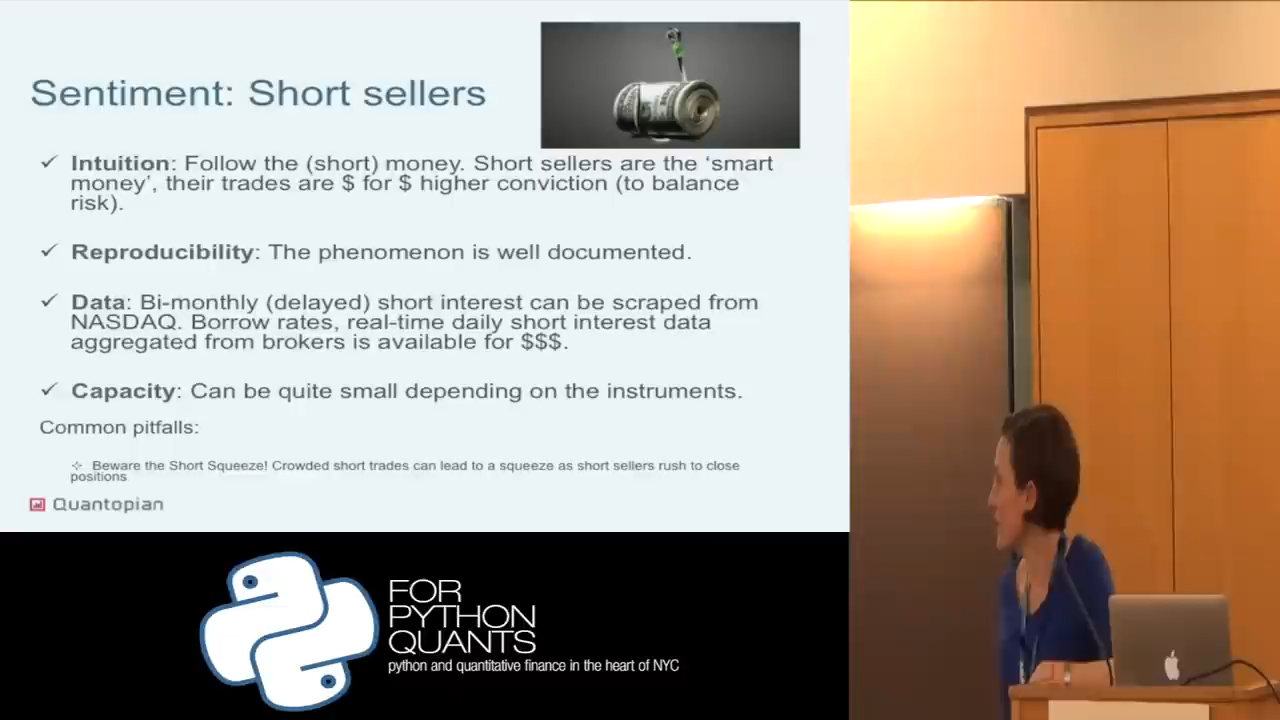 Sentiment: Short sellers
✓ Intuition: Follow the (short) money. Short sellers are the ‘smart
money’, their trades are $ for $ higher conviction (to balance
risk).
✓ Reproducibility: The phenomenon is well documented.
✓ Data: Bi-monthly (delayed) short interest can be scraped from
NASDAQ. Borrow rates, real-time daily short interest data
aggregated from brokers is available for $$$.
✓ Capacity: Can be quite small depending on the instruments.
Common pitfalls:
✧ Beware the Short Squeeze! Crowded short trades can lead to a squeeze as short sellers rush to close
positions
Quantopian
FOR
PYTHON
QUANTS
python and quantitative finance in the heart of NYC